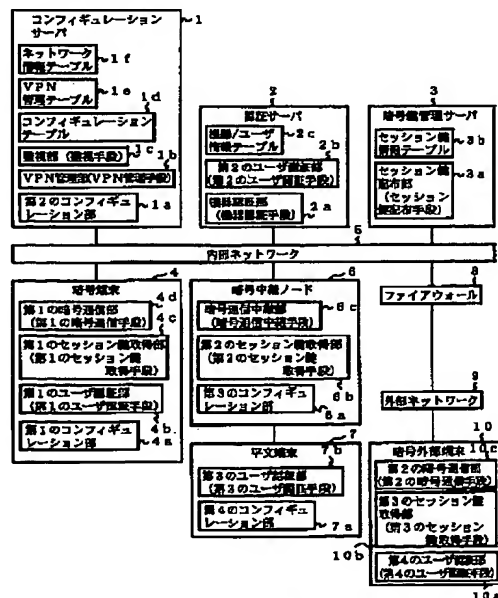 コンフィギュレーション
サーバ
1
ネットワーク
情報テーブル
1f
VPN
管理テーブル
1e
1d
コンフィギュレーション
テーブル
1c
監視部(監視手段)
1b
VPN管理部(VPN管理手段)
第2のコンフィギュ
レーション部
1a
2
認証サーバ
機器/ユーザ
情報テーブル
2c
2b
第2のユーザ認証部
(第2のユーザ認証手段)
機器認証部
(機器認証手段)
2a
3
暗号鍵管理サーバ
セッション鍵
情報テーブル
3b
セッション鍵
配布部
(セッション
鍵配布手段)
3a
5
内部ネットワーク
4
暗号端末
第1の暗号通信部
(第1の暗号通信手段)
4d
4c
第1のセッション鍵取得部
(第1のセッション鍵
取得手段)
第1のユーザ認証部
(第1のユーザ認証手段)
4b
第1のコンフィギュ
レーション部
4a
6
暗号中継ノード
暗号通信中継部
(暗号通信中継手段)
6c
第2のセッション鍵取得部
(第2のセッション鍵
取得手段)
6b
第3のコンフィギュ
レーション部
6a
7
平文端末
7b
第3のユーザ認証部
(第3のユーザ認証手段)
第4のコンフィギュ
レーション部
7a
8
ファイアウォール
9
外部ネットワーク
10
暗号外部端末
10c
第2の暗号通信部
(第2の暗号通信手段)
第3のセッション鍵
取得部
(第3のセッション
鍵取得手段)
10b
第4のユーザ認証部
(第4のユーザ認証手段)
10a